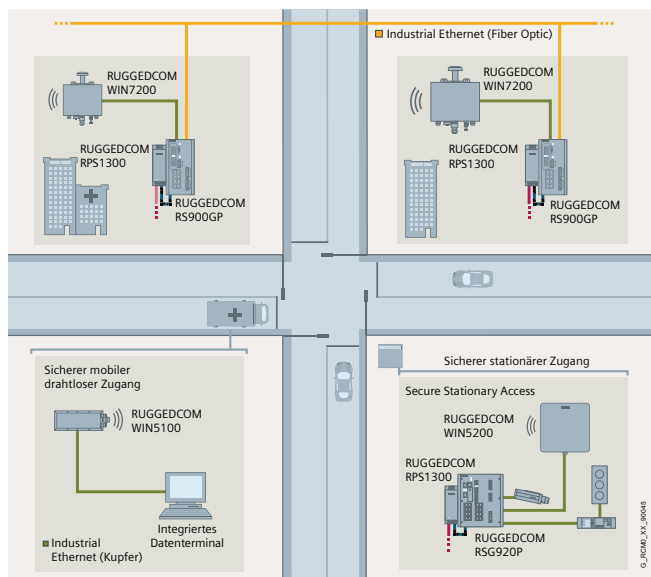 Industrial Ethernet (Fiber Optic)
RUGGEDCOM
WIN7200
RUGGEDCOM
RPS1300
RUGGEDCOM
RS900GP
RUGGEDCOM
WIN7200
RUGGEDCOM
RPS1300
RUGGEDCOM
RS900GP
Sicherer mobiler
drahtloser Zugang
RUGGEDCOM
WIN5100
Integriertes
Datenterminal
Industrial
Ethernet (Kupfer)
Sicherer stationärer Zugang
Secure Stationary Access
RUGGEDCOM
WIN5200
RUGGEDCOM
RPS1300
RUGGEDCOM
RSG920P
G_RCM0_XX_90045